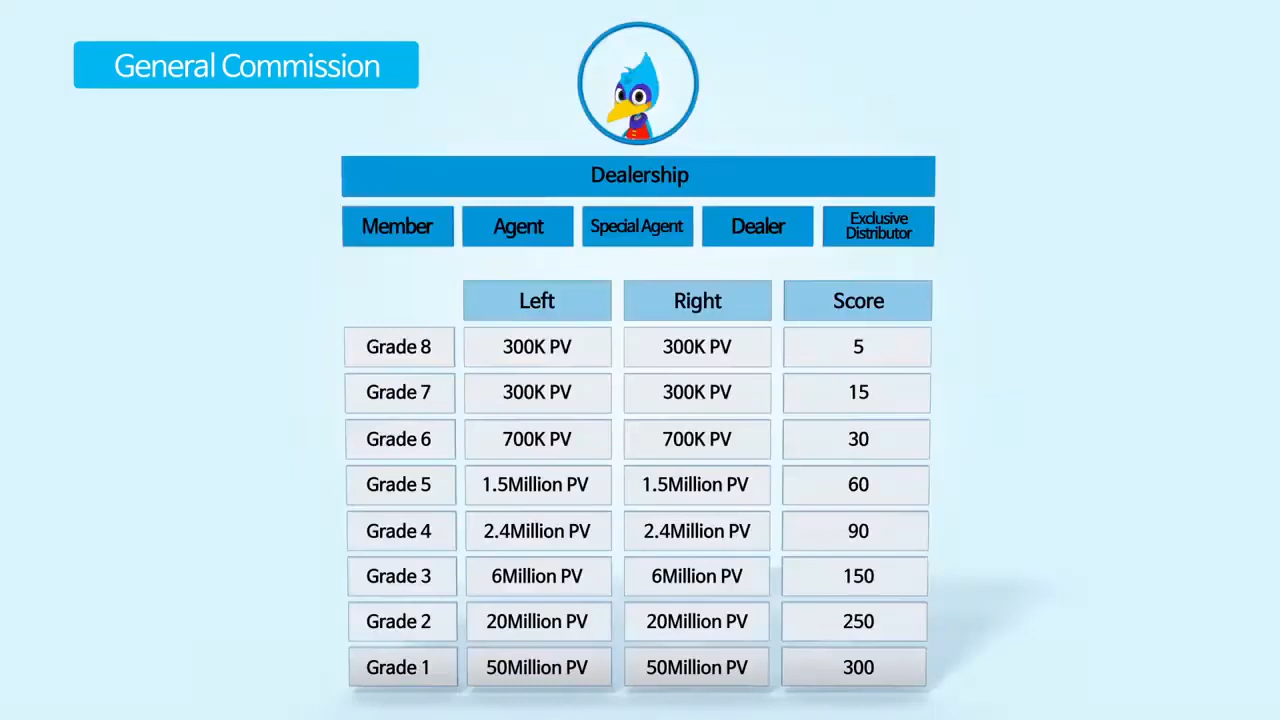 General Commission
Dealership
Member Agent Special Agent Dealer Exclusive Distributor
Left Right Score
Grade 8 300K PV 300K PV 5
Grade 7 300K PV 300K PV 15
Grade 6 700K PV 700K PV 30
Grade 5 1.5Million PV 1.5Million PV 60
Grade 4 2.4Million PV 2.4Million PV 90
Grade 3 6Million PV 6Million PV 150
Grade 2 20Million PV 20Million PV 250
Grade 1 50Million PV 50Million PV 300